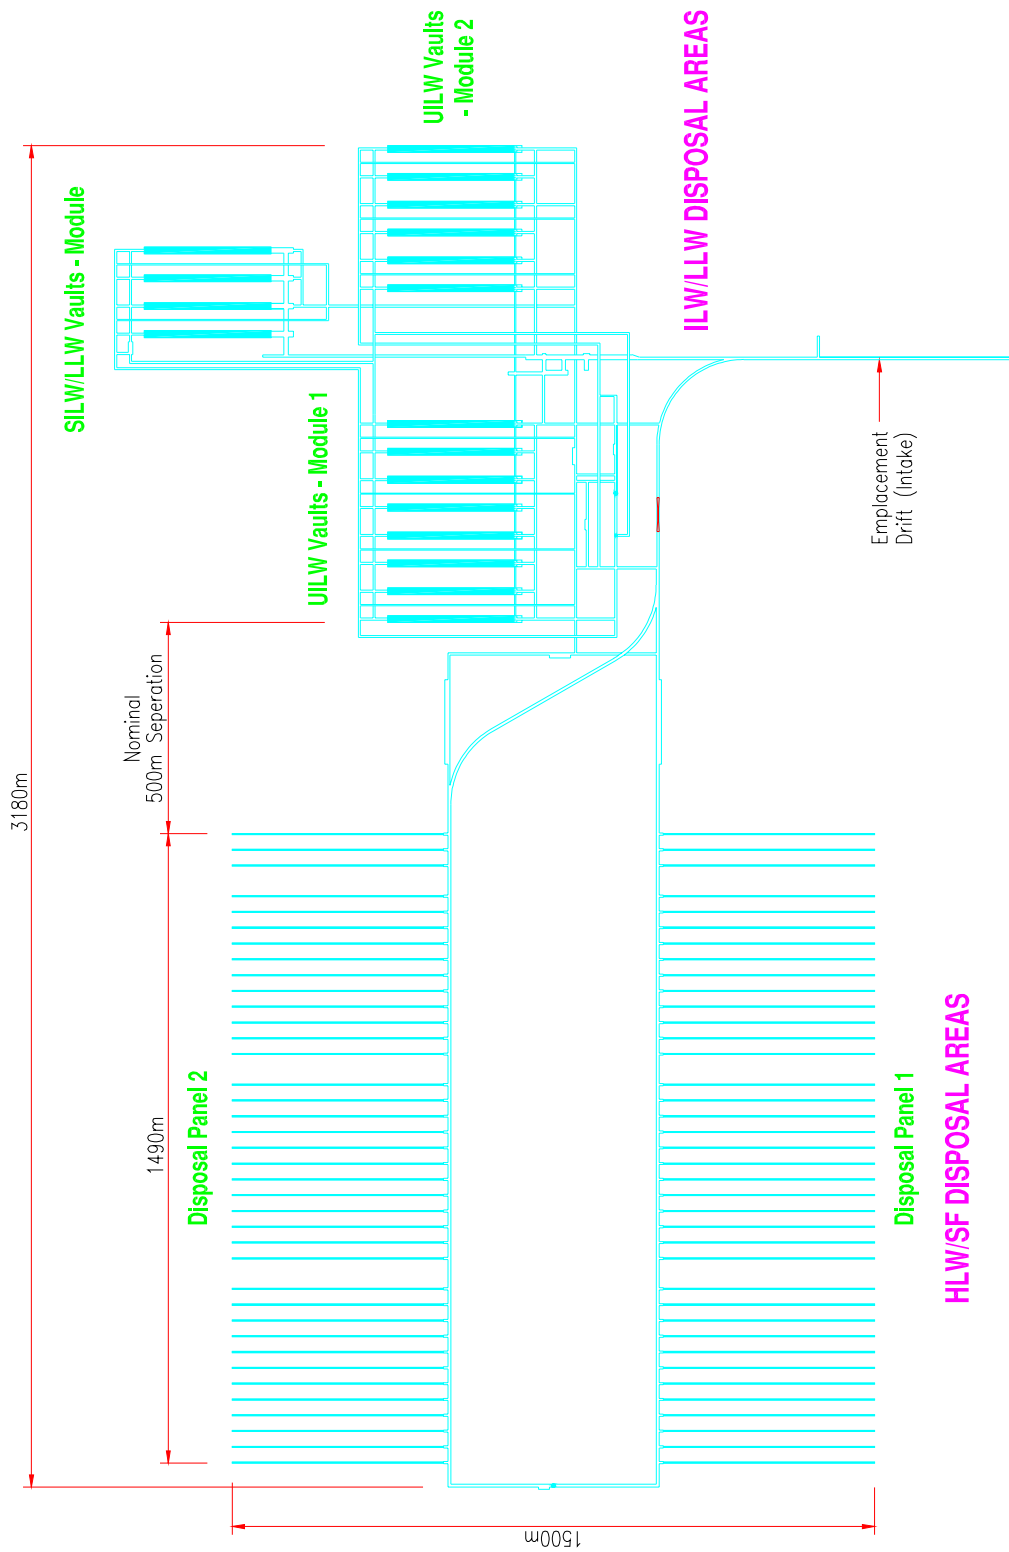 3180m
SILW/LLW Vaults - Module
UILW Vaults
- Module 2
UILW Vaults - Module 1
ILW/LLW DISPOSAL AREAS
Nominal
500m Seperation
Emplacement
Drift (Intake)
1490m
Disposal Panel 2
Disposal Panel 1
HLW/SF DISPOSAL AREAS
1500m